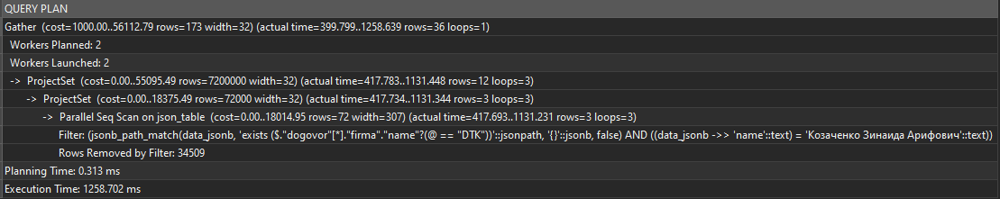 QUERY PLAN
Gather  (cost=1000.00..56112.79 rows=173 width=32) (actual time=399.799..1258.639 rows=36 loops=1)
Workers Planned: 2
Workers Launched: 2
->  ProjectSet  (cost=0.00..55095.49 rows=7200000 width=32) (actual time=417.783..1131.448 rows=12 loops=3)
->  ProjectSet  (cost=0.00..18375.49 rows=72000 width=32) (actual time=417.734..1131.344 rows=3 loops=3)
->  Parallel Seq Scan on json_table  (cost=0.00..18014.95 rows=72 width=307) (actual time=417.693..1131.231 rows=3 loops=3)
Filter: (jsonb_path_match(data_jsonb, 'exists ($."dogovor"[*]."firma"."name"?(@ == "DTK"))'::jsonpath, '{}'::jsonb, false) AND ((data_jsonb ->> 'name'::text) = 'Козаченко Зинаида Арифович'::text))
Rows Removed by Filter: 34509
Planning Time: 0.313 ms
Execution Time: 1258.702 ms